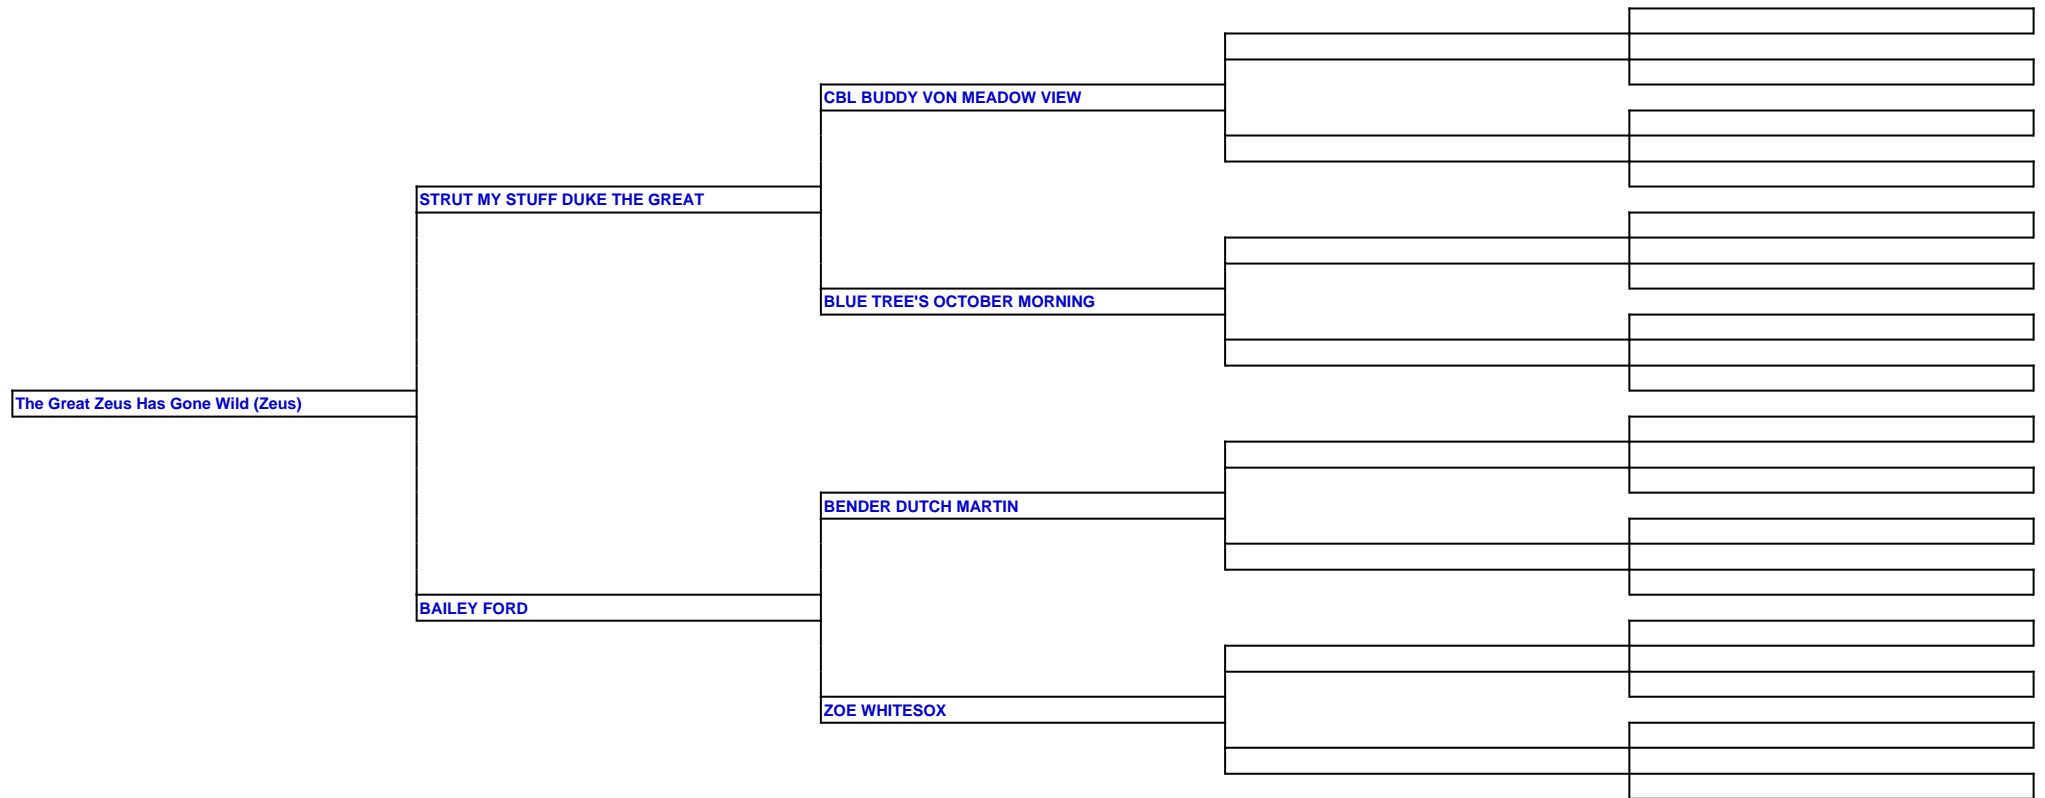 CBL BUDDY VON MEADOW VIEW
STRUT MY STUFF DUKE THE GREAT
BLUE TREE'S OCTOBER MORNING
The Great Zeus Has Gone Wild (Zeus)
BENDER DUTCH MARTIN
BAILEY FORD
ZOE WHITESOX